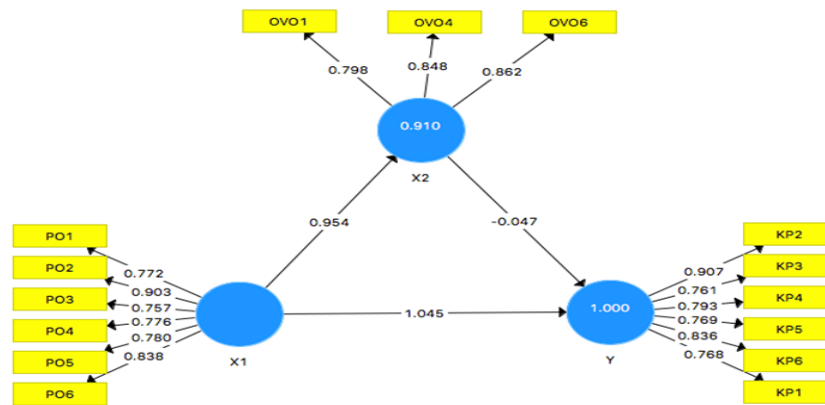 OVO1 OVO4 OVO6
0.798 0.848 0.862
0.910
X2
0.954 -0.047
PO1 KP2
PO2 KP3
PO3 KP4
PO4 KP5
PO5 KP6
PO6 KP1
0.772
0.903
0.757
0.776
0.780
0.838
X1
1.045
1.000
Y
0.907
0.761
0.793
0.769
0.836
0.768